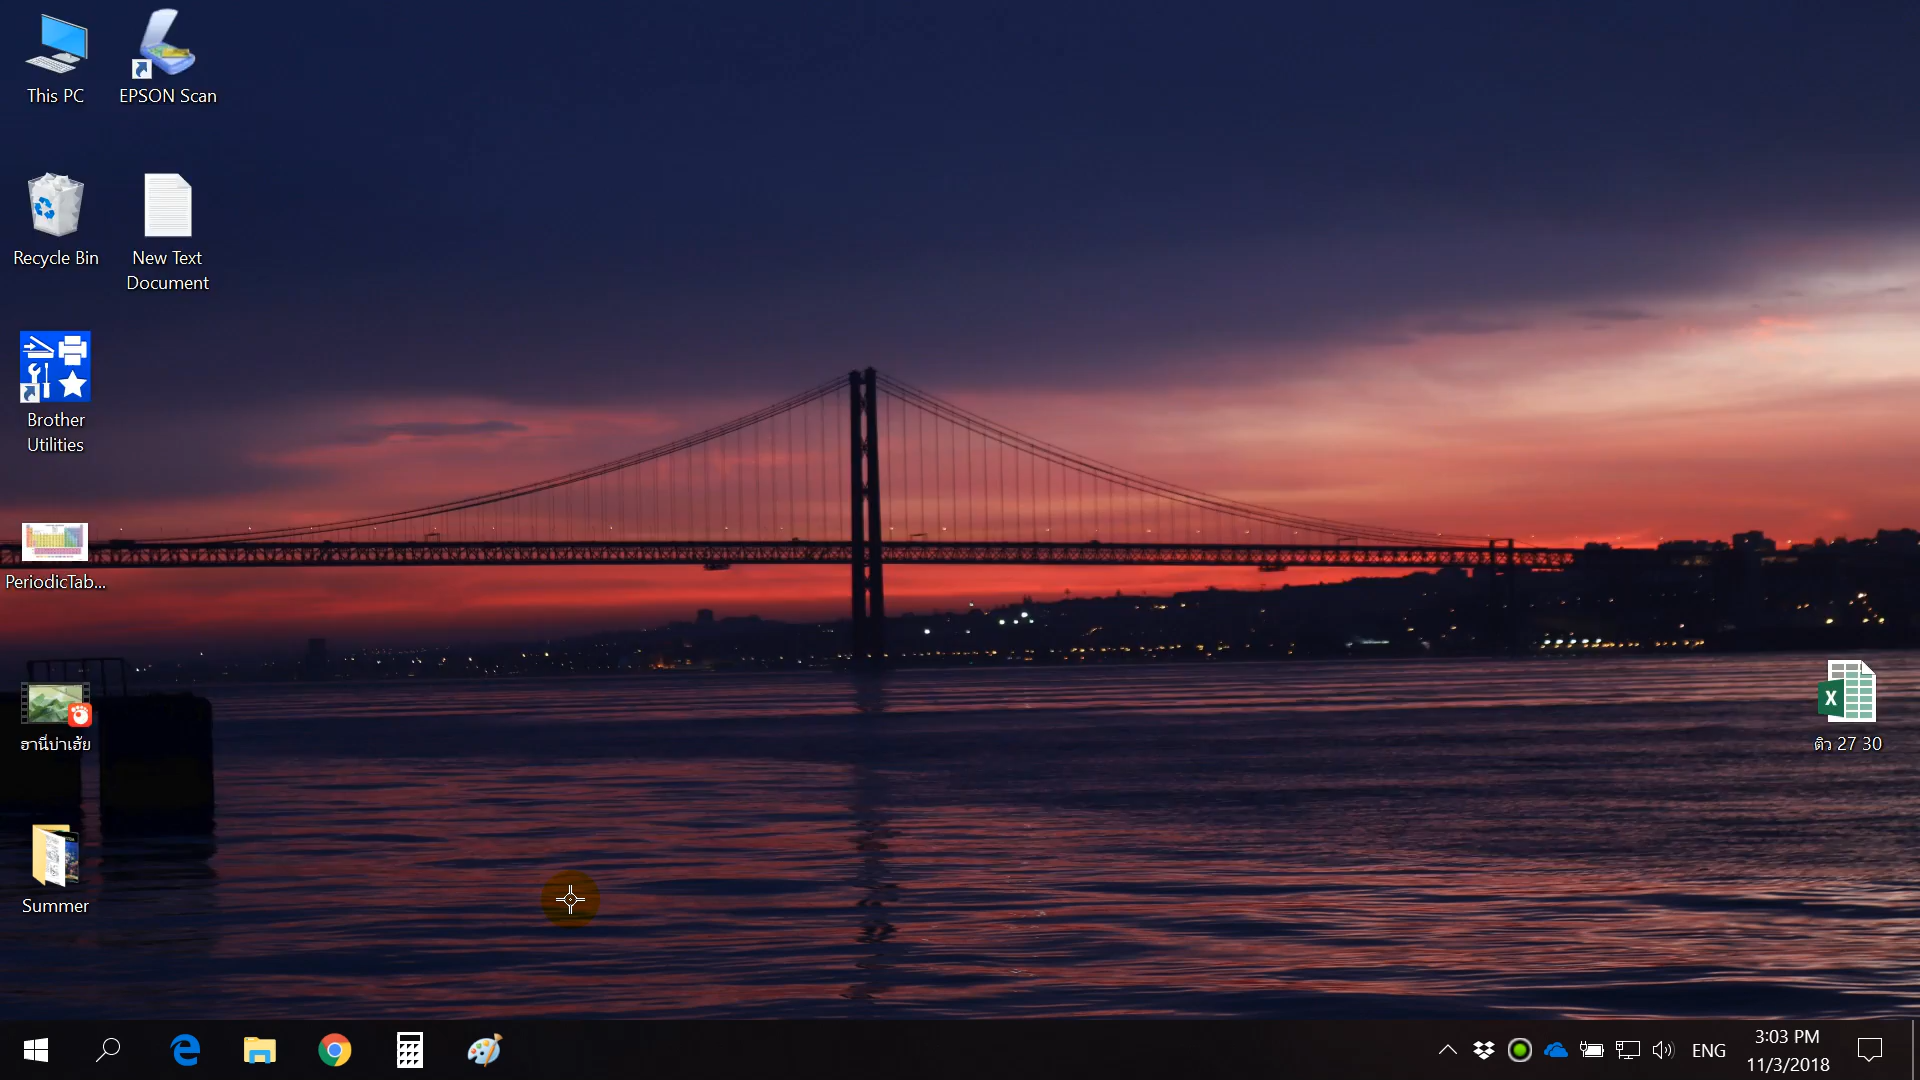 This PC
EPSON Scan
Recycle Bin
New Text
Document
Brother
Utilities
PeriodicTab...
ฮานี่บ่าเฮ้ย
Summer
X
ติว 27 30
ENG
3:03 PM
11/3/2018